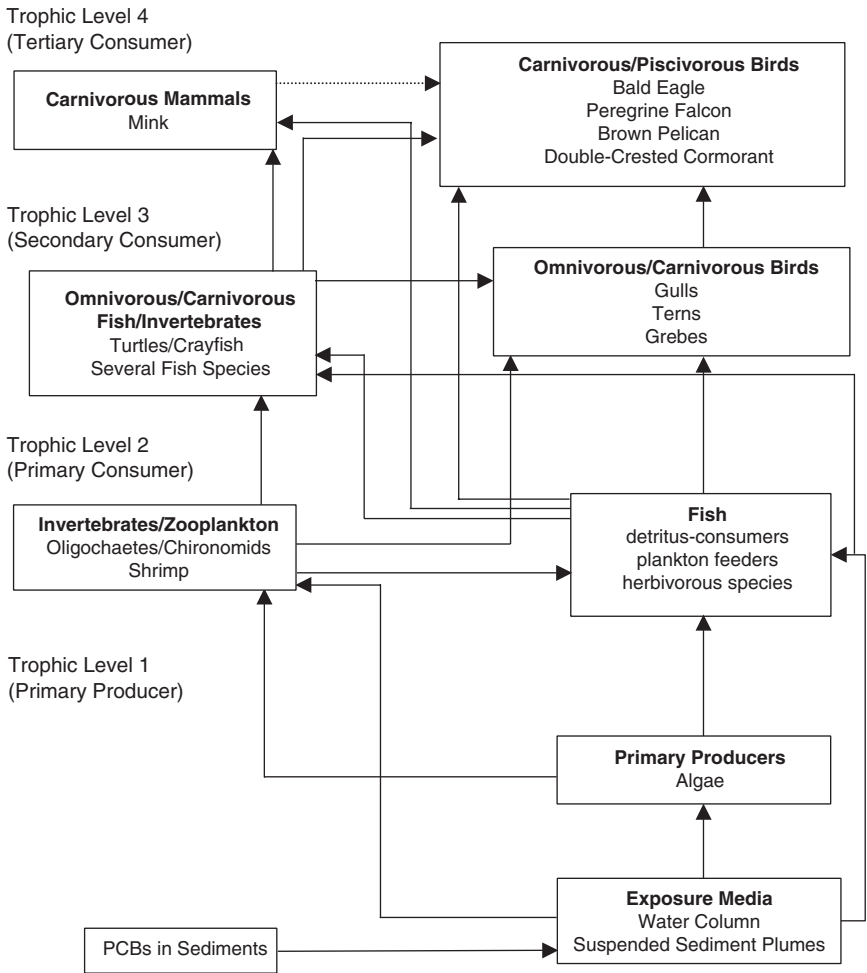 Trophic Level 4
(Tertiary Consumer)
Carnivorous Mammals
Mink
Carnivorous/Piscivorous Birds
Bald Eagle
Peregrine Falcon
Brown Pelican
Double-Crested Cormorant
Trophic Level 3
(Secondary Consumer)
Omnivorous/Carnivorous
Fish/Invertebrates
Turtles/Crayfish
Several Fish Species
Omnivorous/Carnivorous Birds
Gulls
Terns
Grebes
Trophic Level 2
(Primary Consumer)
Invertebrates/Zooplankton
Oligochaetes/Chironomids
Shrimp
Fish
detritus-consumers
plankton feeders
herbivorous species
Trophic Level 1
(Primary Producer)
Primary Producers
Algae
Exposure Media
Water Column
Suspended Sediment Plumes
PCBs in Sediments